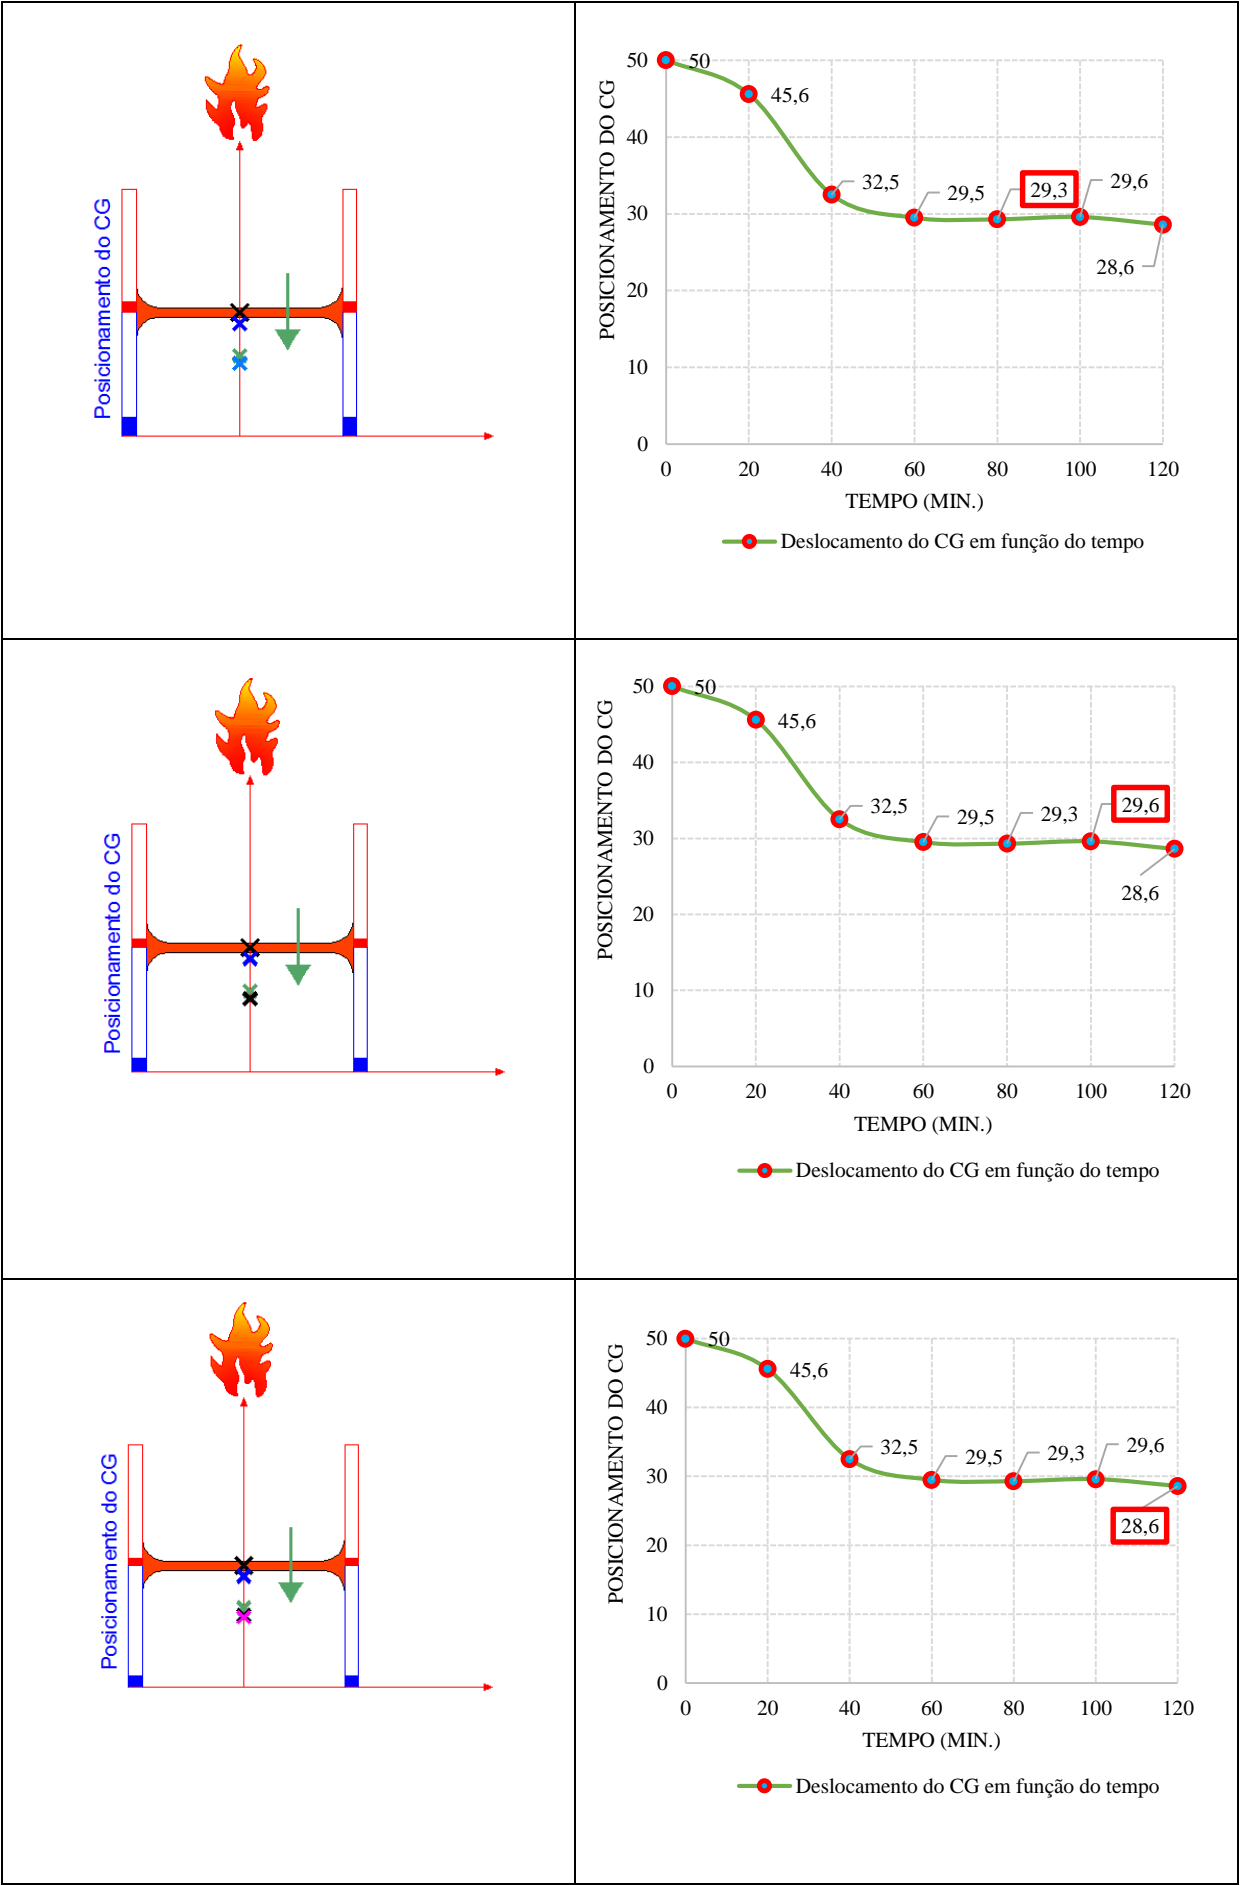 Posicionamento do CG
POSICIONAMENTO DO CG
50
40
30
20
10
0
50
45,6
32,5
29,5
29,3
29,6
28,6
0 20 40 60 80 100 120
TEMPO (MIN.)
Deslocamento do CG em função do tempo
Posicionamento do CG
POSICIONAMENTO DO CG
50
40
30
20
10
0
50
45,6
32,5
29,5
29,3
29,6
28,6
0 20 40 60 80 100 120
TEMPO (MIN.)
Deslocamento do CG em função do tempo
Posicionamento do CG
POSICIONAMENTO DO CG
50
40
30
20
10
0
50
45,6
32,5
29,5
29,3
29,6
28,6
0 20 40 60 80 100 120
TEMPO (MIN.)
Deslocamento do CG em função do tempo